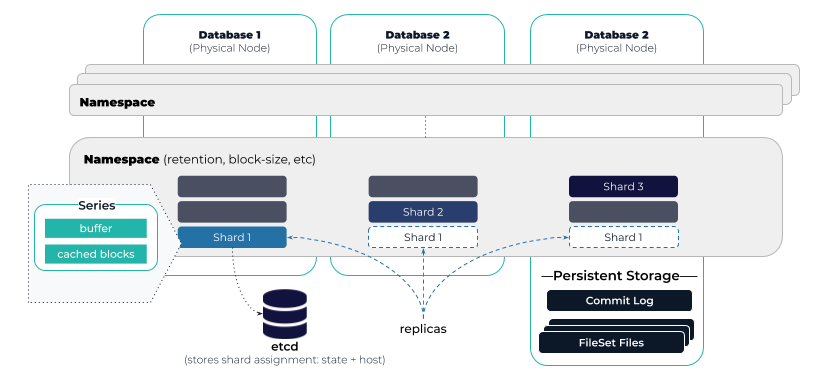 Database 1
(Physical Node)
Database 2
(Physical Node)
Database 2
(Physical Node)
Namespace
Namespace (retention, block-size, etc)
Shard 3
Series
buffer
cached blocks
Shard 2
Shard 1
Shard 1
Shard 1
Persistent Storage
Commit Log
FileSet Files
replicas
etcd
(stores shard assignment: state + host)